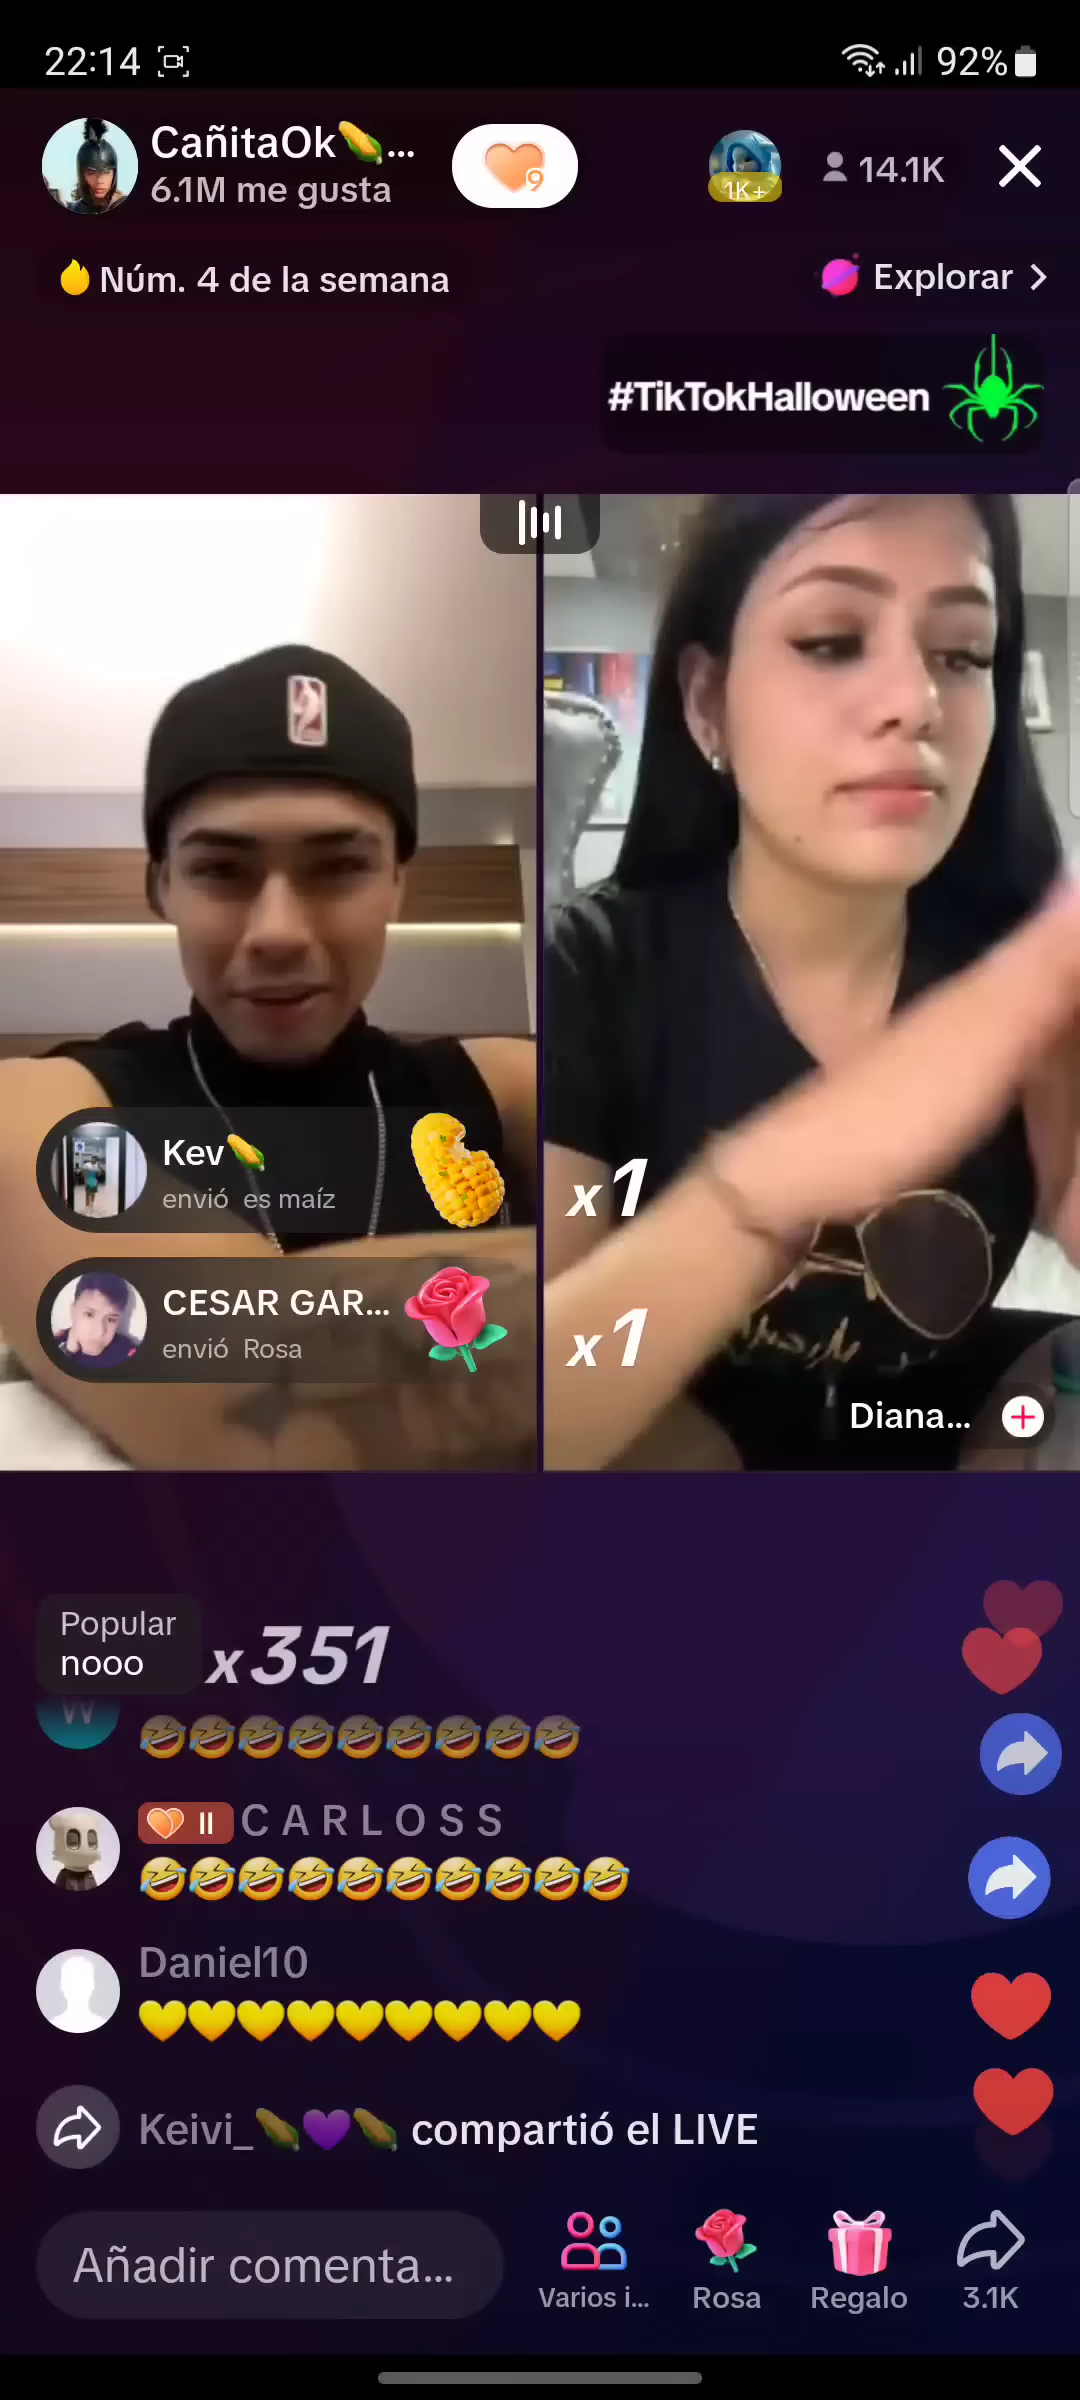 22:14
92%
CañitaOk🌽...
6.1M me gusta
9
1K+
14.1K
Núm. 4 de la semana
Explorar
#TikTokHalloween
Kev🌽
envió es maíz
x1
CESAR GAR...
envió Rosa
x1
Diana...
Popular
nooo
x351
W
🤣🤣🤣🤣🤣🤣🤣🤣🤣
II C A R L O S S
🤣🤣🤣🤣🤣🤣🤣🤣🤣🤣
Daniel10
💛💛💛💛💛💛💛💛💛
Keivi_🌽💜🌽 compartió el LIVE
Añadir comenta...
Varios i...
Rosa
Regalo
3.1K